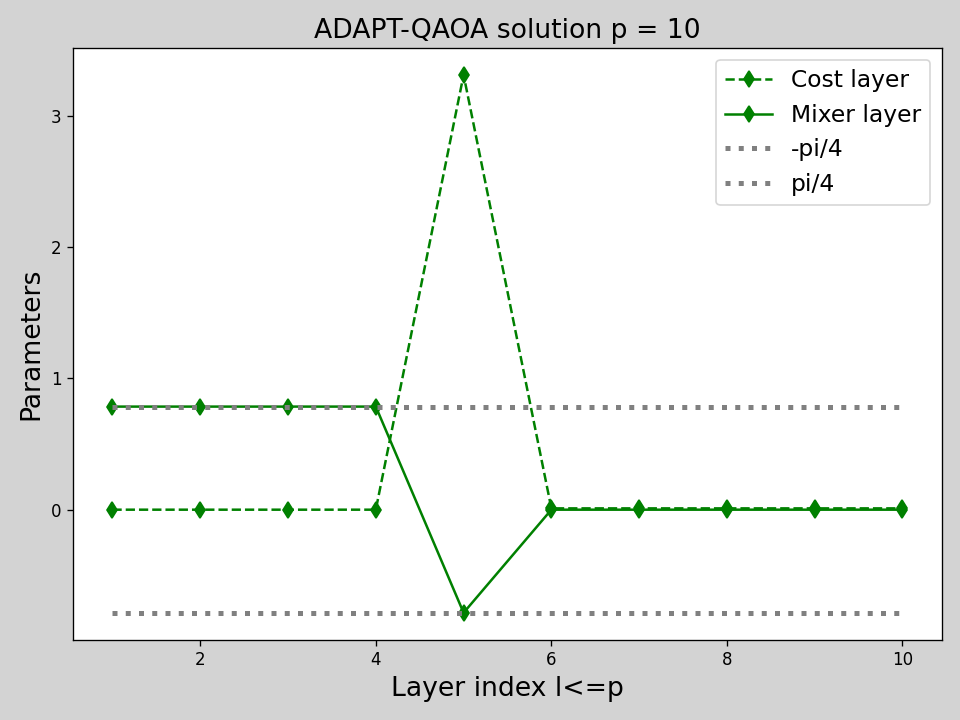 ADAPT-QAOA solution p = 10
Cost layer
Mixer layer
-pi/4
pi/4
Parameters
3
2
1
0
2 4 6 8 10
Layer index l<=p